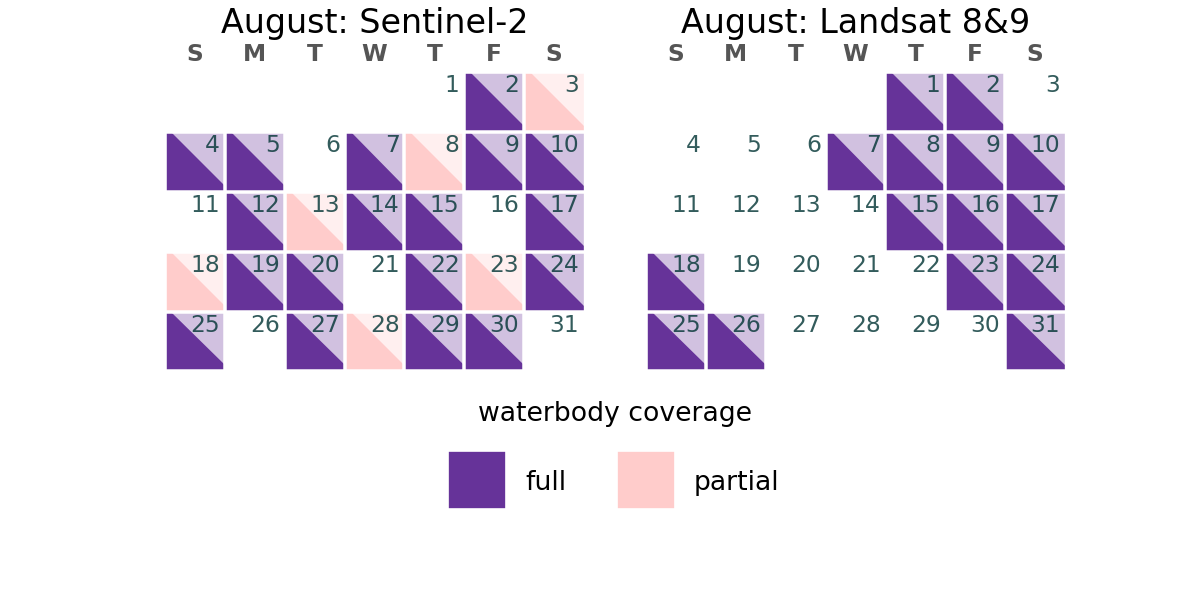 August: Sentinel-2
S M T W T F S
1 2 3
4 5 6 7 8 9 10
11 12 13 14 15 16 17
18 19 20 21 22 23 24
25 26 27 28 29 30 31
August: Landsat 8&9
S M T W T F S
1 2 3
4 5 6 7 8 9 10
11 12 13 14 15 16 17
18 19 20 21 22 23 24
25 26 27 28 29 30 31
waterbody coverage
full
partial